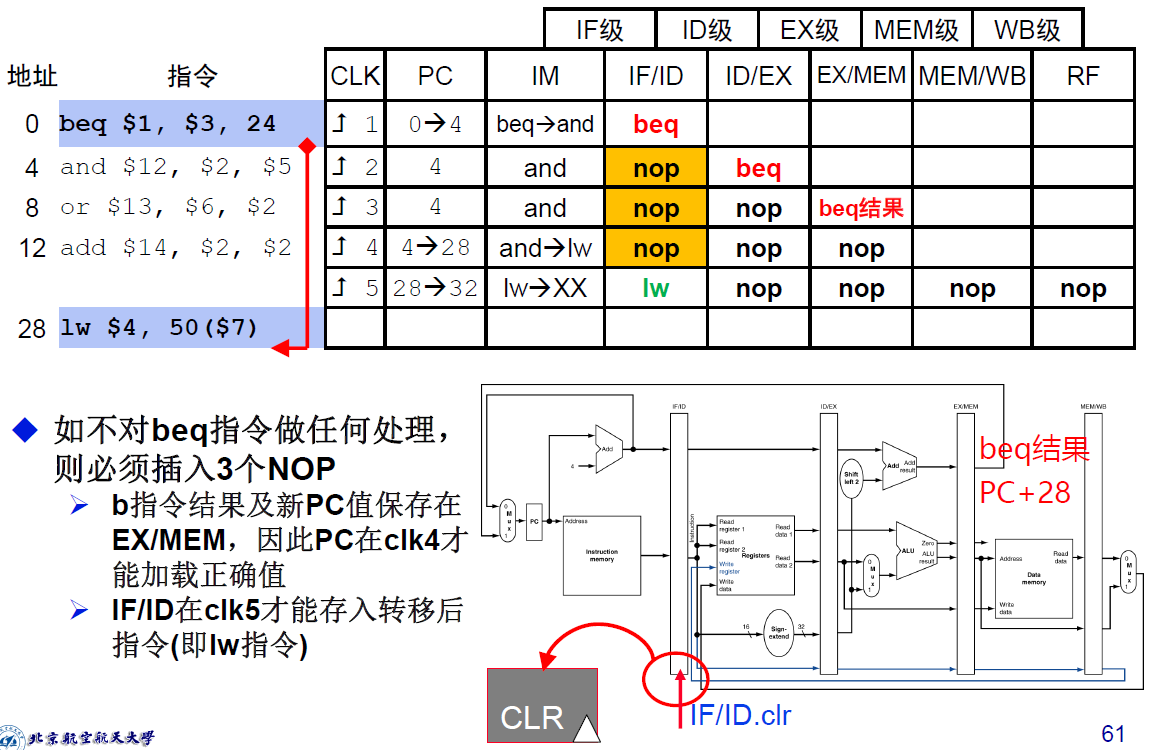 IF级 ID级 EX级 MEM级 WB级
地址 指令 CLK PC IM IF/ID ID/EX EX/MEM MEM/WB RF
0 beq $1, $3, 24 1 0→4 beq→and beq
4 and $12, $2, $5 2 4 and nop beq
8 or $13, $6, $2 3 4 and nop nop beq结果
12 add $14, $2, $2 4 4→28 and→lw nop nop nop
5 28→32 lw→XX lw nop nop nop nop
28 lw $4, 50($7)
如不对beq指令做任何处理，
则必须插入3个NOP
b指令结果及新PC值保存在
EX/MEM，因此PC在clk4才
能加载正确值
IF/ID在clk5才能存入转移后
指令(即lw指令)
IF/ID ID/EX EX/MEM MEM/WB
beq结果
PC+28
Add
4
Shift
left 2
Add Add
result
0
M
u
x
1
PC
Address
Instruction
memory
Instruction
Read
register 1
Read
register 2
Write
register
Write
data
Registers
Read
data 1
Read
data 2
16
Sign-
extend
32
0
M
u
x
1
ALU
Zero
ALU
result
Address
Write
data
Data
memory
Read
data
0
M
u
x
1
CLR
IF/ID.clr
北京航空航天大学
61